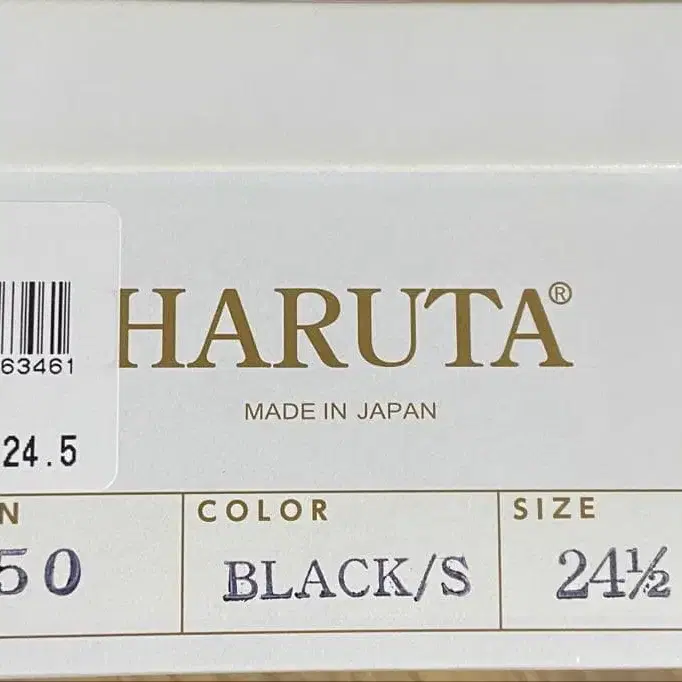 HARUTA®
MADE IN JAPAN
63461
24.5
N COLOR SIZE
50 BLACK/S 24½